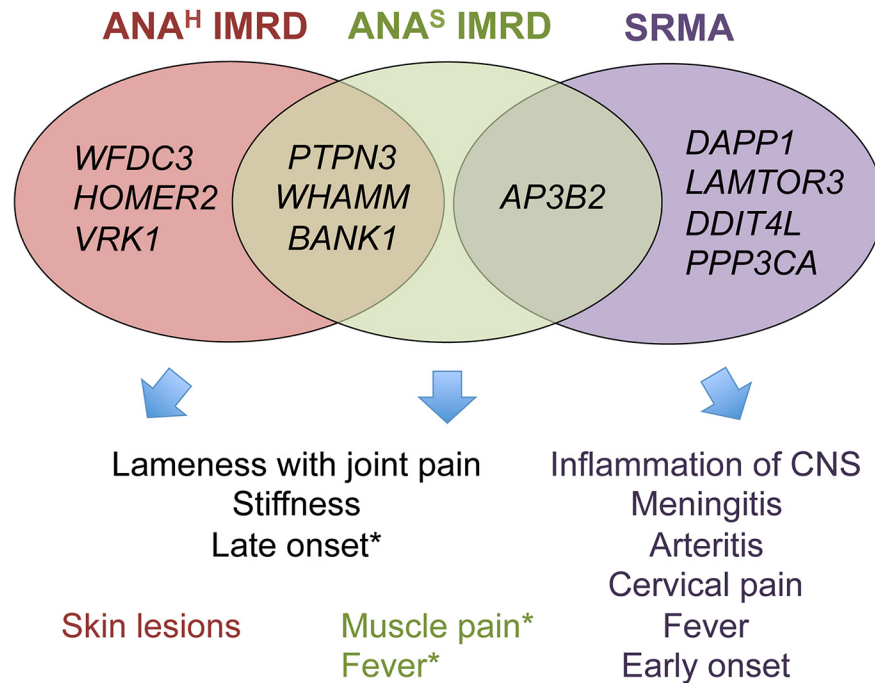 ANAᴴ IMRD
ANAˢ IMRD
SRMA
WFDC3
HOMER2
VRK1
PTPN3
WHAMM
BANK1
AP3B2
DAPP1
LAMTOR3
DDIT4L
PPP3CA
Lameness with joint pain
Stiffness
Late onset*
Skin lesions
Muscle pain*
Fever*
Inflammation of CNS
Meningitis
Arteritis
Cervical pain
Fever
Early onset